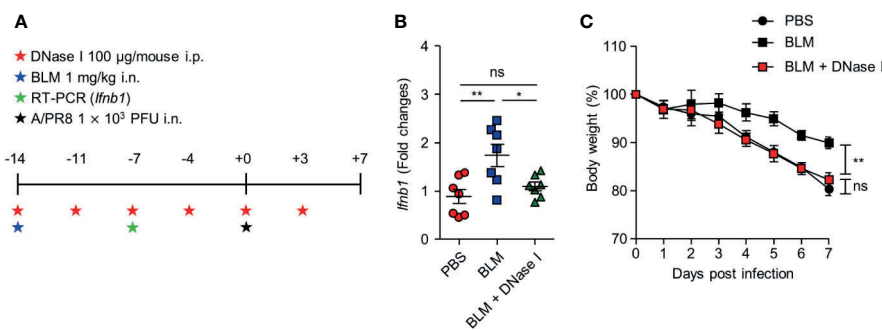 A
★ DNase I 100 µg/mouse i.p.
★ BLM 1 mg/kg i.n.
★ RT-PCR (Ifnb1)
★ A/PR8 1 × 10³ PFU i.n.
-14 -11 -7 -4 +0 +3 +7
B
Ifnb1 (Fold changes)
4
3
2
1
0
ns
** *
PBS
BLM
BLM + DNase I
C
PBS
BLM
BLM + DNase I
Body weight (%)
110
100
90
80
70
**
ns
0 1 2 3 4 5 6 7
Days post infection